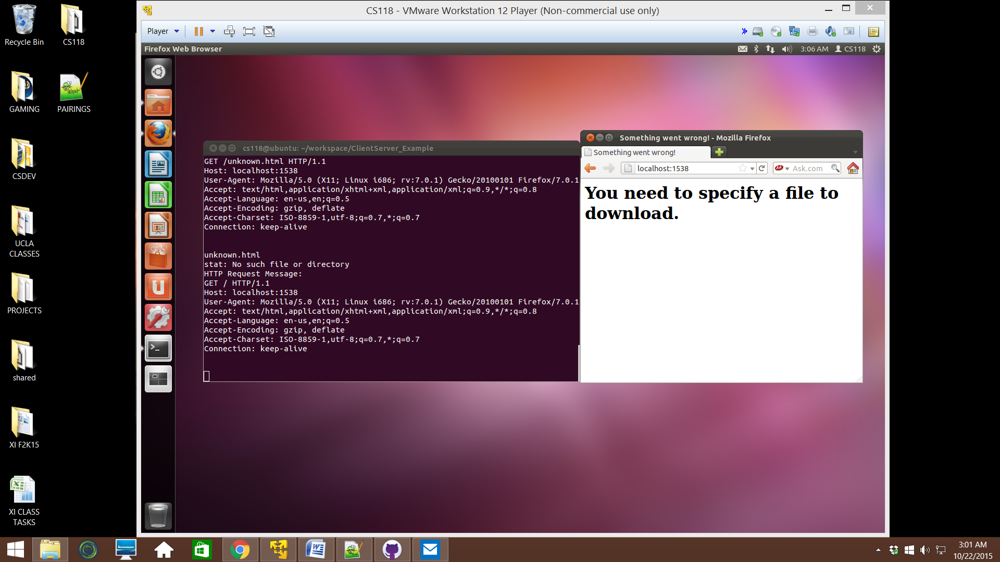 CS118 - VMware Workstation 12 Player (Non-commercial use only)
Player
Firefox Web Browser
3:06 AM
CS118
Recycle Bin
CS118
GAMING
PAIRINGS
CSDEV
UCLA
CLASSES
PROJECTS
shared
XI F2K15
XI CLASS
TASKS
cs118@ubuntu: ~/workspace/ClientServer_Example
GET /unknown.html HTTP/1.1
Host: localhost:1538
User-Agent: Mozilla/5.0 (X11; Linux i686; rv:7.0.1) Gecko/20100101 Firefox/7.0.1
Accept: text/html,application/xhtml+xml,application/xml;q=0.9,*/*;q=0.8
Accept-Language: en-us,en;q=0.5
Accept-Encoding: gzip, deflate
Accept-Charset: ISO-8859-1,utf-8;q=0.7,*;q=0.7
Connection: keep-alive
unknown.html
stat: No such file or directory
HTTP Request Message:
GET / HTTP/1.1
Host: localhost:1538
User-Agent: Mozilla/5.0 (X11; Linux i686; rv:7.0.1) Gecko/20100101 Firefox/7.0.1
Accept: text/html,application/xhtml+xml,application/xml;q=0.9,*/*;q=0.8
Accept-Language: en-us,en;q=0.5
Accept-Encoding: gzip, deflate
Accept-Charset: ISO-8859-1,utf-8;q=0.7,*;q=0.7
Connection: keep-alive
Something went wrong! - Mozilla Firefox
Something went wrong!
localhost:1538
Ask
Ask.com
You need to specify a file to
download.
3:01 AM
10/22/2015